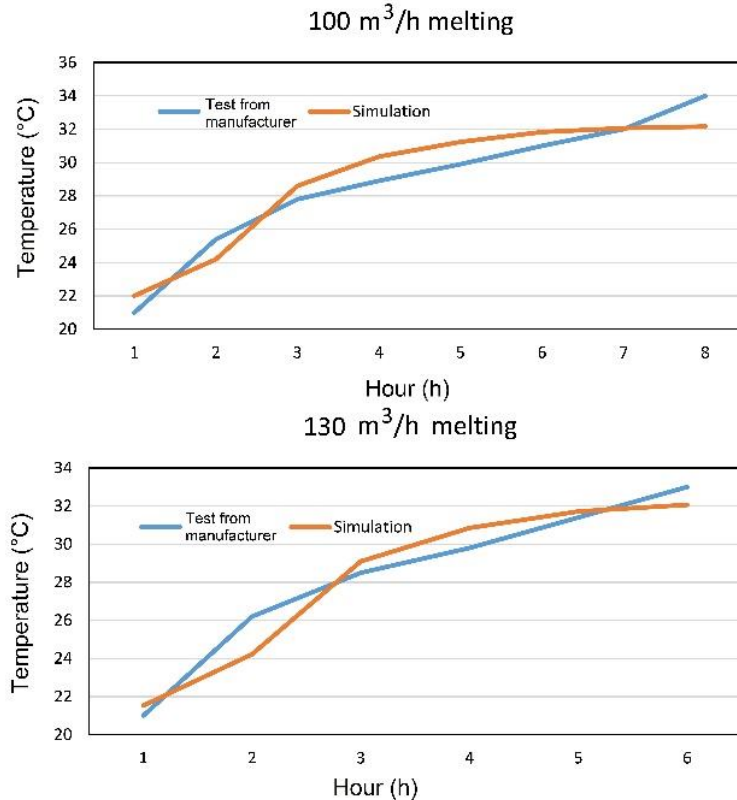 100 m³/h melting
Temperature (°C)
36
34
32
30
28
26
24
22
20
Test from
manufacturer
Simulation
1 2 3 4 5 6 7 8
Hour (h)
130 m³/h melting
Temperature (°C)
34
32
30
28
26
24
22
20
Test from
manufacturer
Simulation
1 2 3 4 5 6
Hour (h)